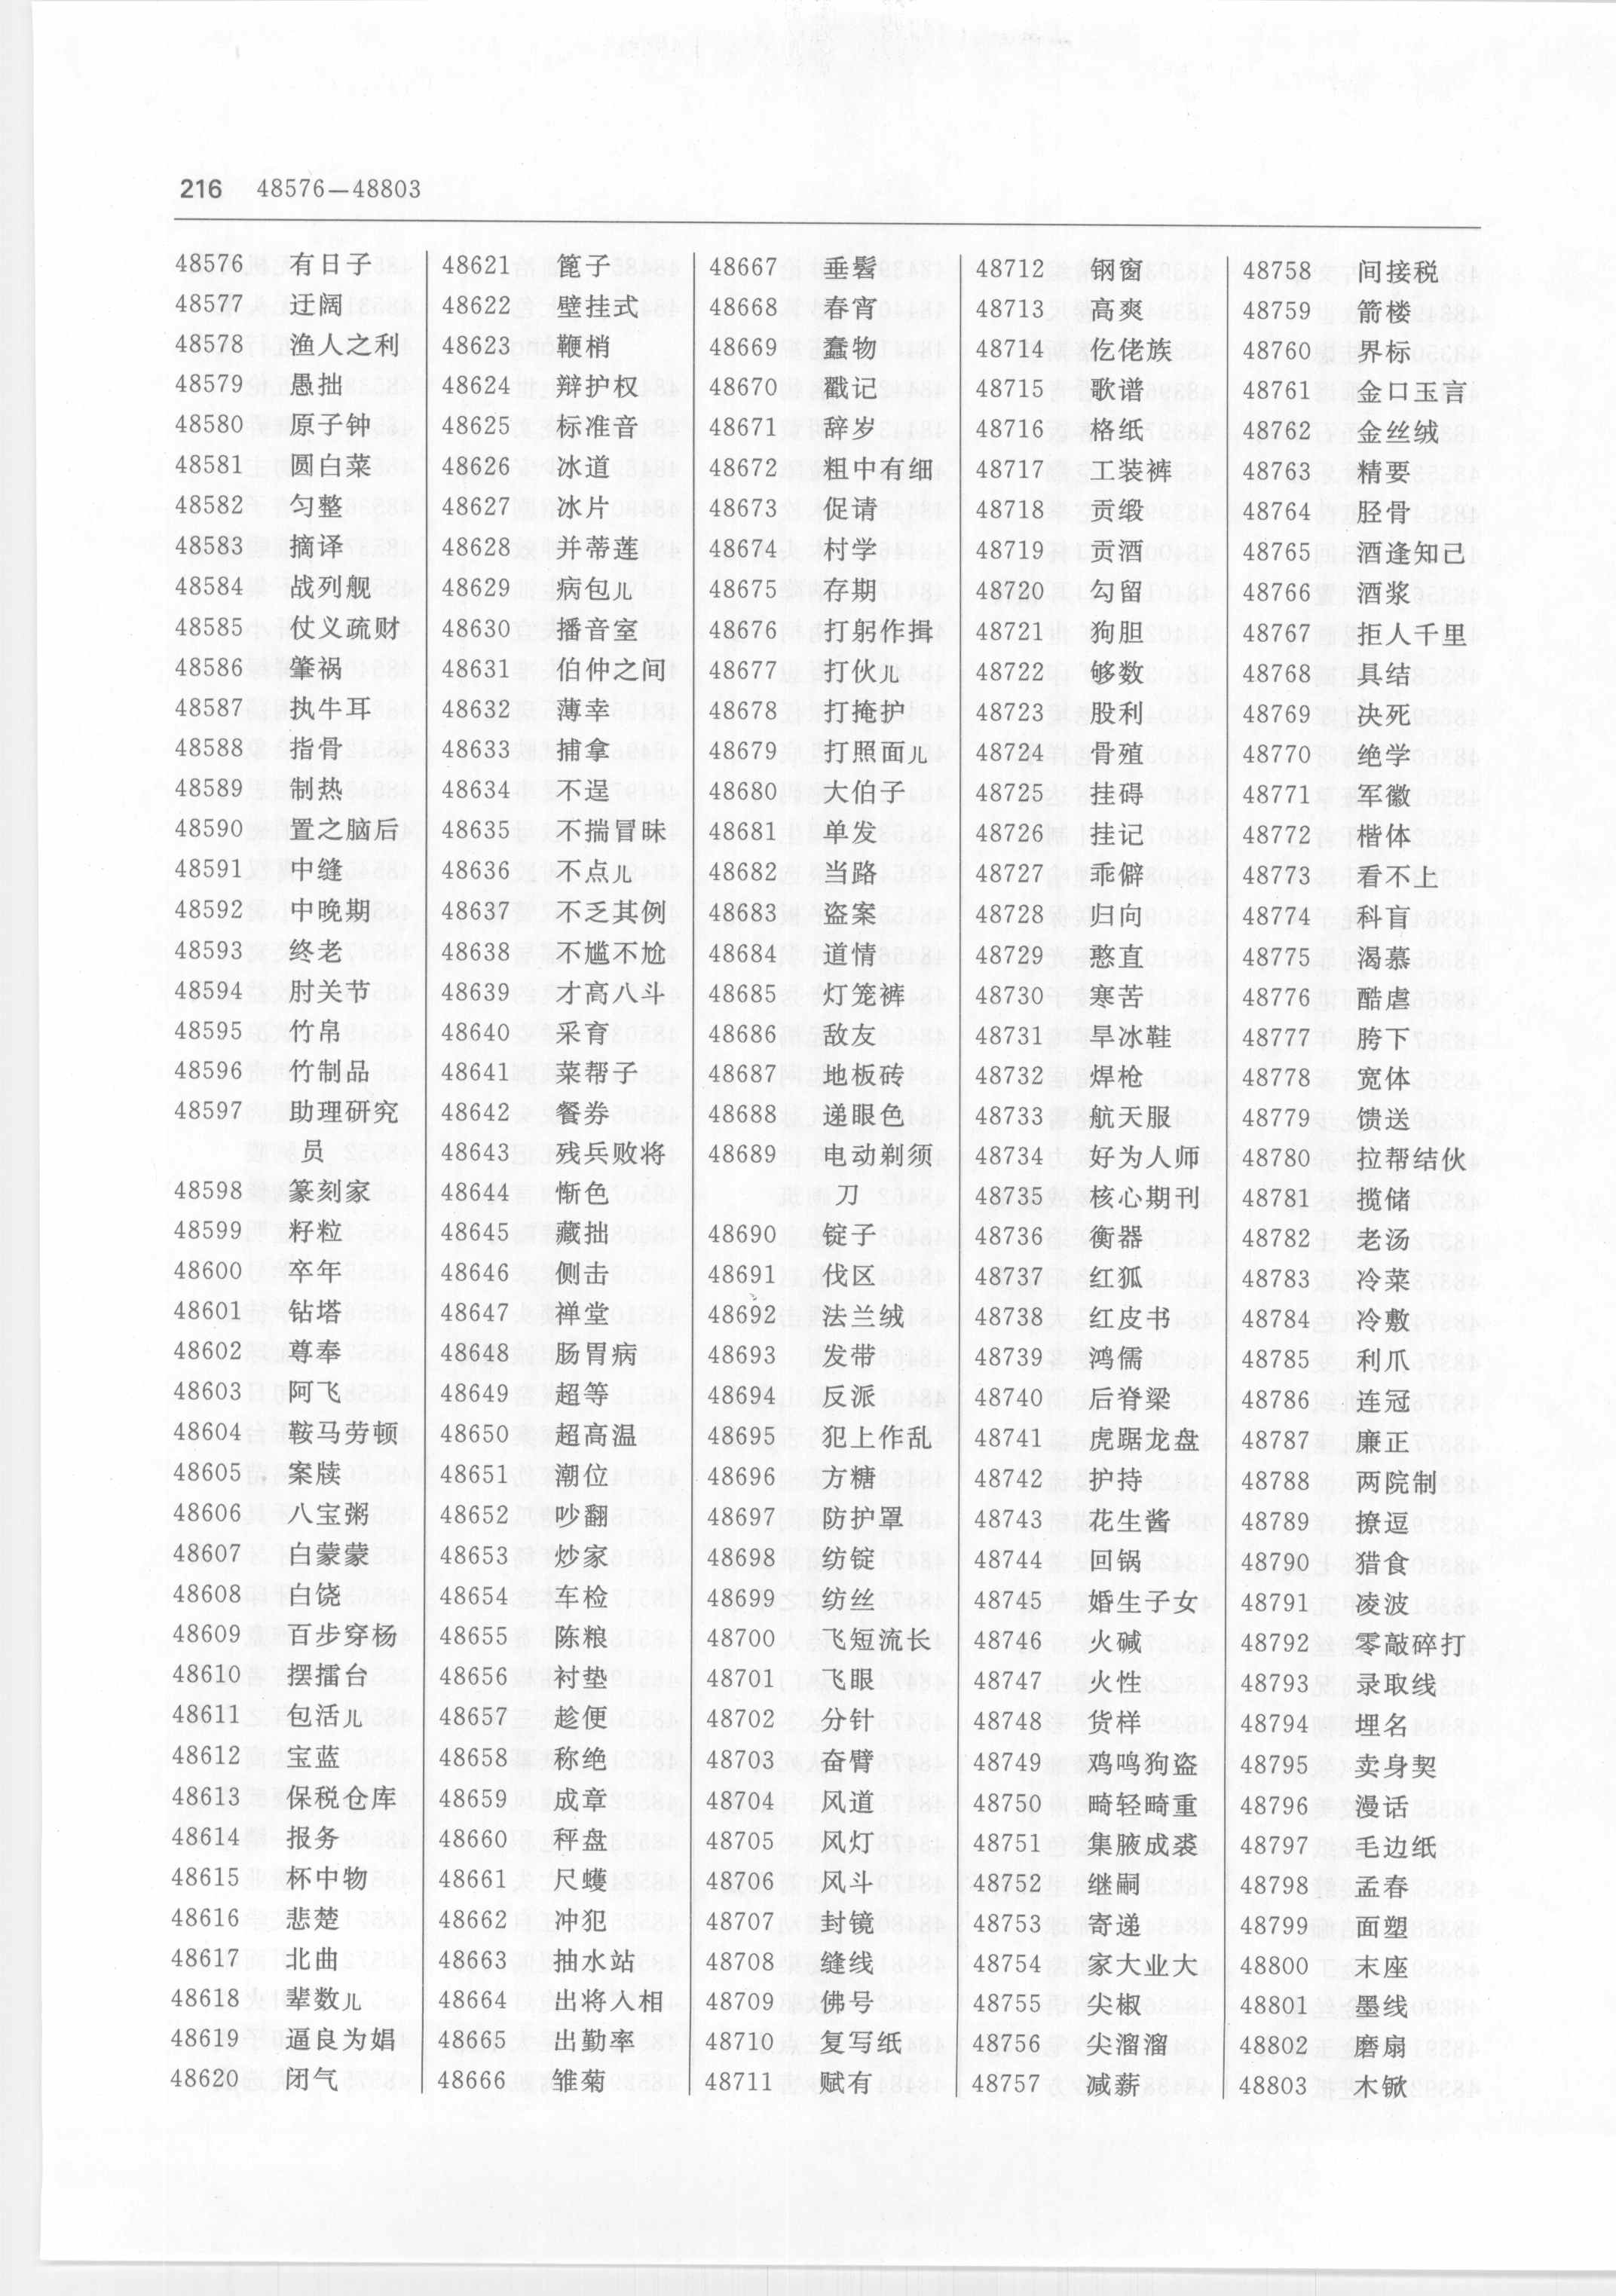 216 48576—48803
48576 有日子
48577 迂阔
48578 渔人之利
48579 愚拙
48580 原子钟
48581 圆白菜
48582 匀整
48583 摘译
48584 战列舰
48585 仗义疏财
48586 肇祸
48587 执牛耳
48588 指骨
48589 制热
48590 置之脑后
48591 中缝
48592 中晚期
48593 终老
48594 肘关节
48595 竹帛
48596 竹制品
48597 助理研究
员
48598 篆刻家
48599 籽粒
48600 卒年
48601 钻塔
48602 尊奉
48603 阿飞
48604 鞍马劳顿
48605 案牍
48606 八宝粥
48607 白蒙蒙
48608 白饶
48609 百步穿杨
48610 摆擂台
48611 包活儿
48612 宝蓝
48613 保税仓库
48614 报务
48615 杯中物
48616 悲楚
48617 北曲
48618 辈数儿
48619 逼良为娼
48620 闭气
48621 篦子
48622 壁挂式
48623 鞭梢
48624 辩护权
48625 标准音
48626 冰道
48627 冰片
48628 并蒂莲
48629 病包儿
48630 播音室
48631 伯仲之间
48632 薄幸
48633 捕拿
48634 不逞
48635 不揣冒昧
48636 不点儿
48637 不乏其例
48638 不尴不尬
48639 才高八斗
48640 采育
48641 菜帮子
48642 餐券
48643 残兵败将
48644 惭色
48645 藏拙
48646 侧击
48647 禅堂
48648 肠胃病
48649 超等
48650 超高温
48651 潮位
48652 吵翻
48653 炒家
48654 车检
48655 陈粮
48656 衬垫
48657 趁便
48658 称绝
48659 成章
48660 秤盘
48661 尺蠖
48662 冲犯
48663 抽水站
48664 出将入相
48665 出勤率
48666 雏菊
48667 垂髫
48668 春宵
48669 蠢物
48670 戳记
48671 辞岁
48672 粗中有细
48673 促请
48674 村学
48675 存期
48676 打躬作揖
48677 打伙儿
48678 打掩护
48679 打照面儿
48680 大伯子
48681 单发
48682 当路
48683 盗案
48684 道情
48685 灯笼裤
48686 敌友
48687 地板砖
48688 递眼色
48689 电动剃须
刀
48690 锭子
48691 伐区
48692 法兰绒
48693 发带
48694 反派
48695 犯上作乱
48696 方糖
48697 防护罩
48698 纺锭
48699 纺丝
48700 飞短流长
48701 飞眼
48702 分针
48703 奋臂
48704 风道
48705 风灯
48706 风斗
48707 封镜
48708 缝线
48709 佛号
48710 复写纸
48711 赋有
48712 钢窗
48713 高爽
48714 仡佬族
48715 歌谱
48716 格纸
48717 工装裤
48718 贡缎
48719 贡酒
48720 勾留
48721 狗胆
48722 够数
48723 股利
48724 骨殖
48725 挂碍
48726 挂记
48727 乖僻
48728 归向
48729 憨直
48730 寒苦
48731 旱冰鞋
48732 焊枪
48733 航天服
48734 好为人师
48735 核心期刊
48736 衡器
48737 红狐
48738 红皮书
48739 鸿儒
48740 后脊梁
48741 虎踞龙盘
48742 护持
48743 花生酱
48744 回锅
48745 婚生子女
48746 火碱
48747 火性
48748 货样
48749 鸡鸣狗盗
48750 畸轻畸重
48751 集腋成裘
48752 继嗣
48753 寄递
48754 家大业大
48755 尖椒
48756 尖溜溜
48757 减薪
48758 间接税
48759 箭楼
48760 界标
48761 金口玉言
48762 金丝绒
48763 精要
48764 胫骨
48765 酒逢知己
48766 酒浆
48767 拒人千里
48768 具结
48769 决死
48770 绝学
48771 军徽
48772 楷体
48773 看不上
48774 科盲
48775 渴慕
48776 酷虐
48777 胯下
48778 宽体
48779 馈送
48780 拉帮结伙
48781 揽储
48782 老汤
48783 冷菜
48784 冷敷
48785 利爪
48786 连冠
48787 廉正
48788 两院制
48789 撩逗
48790 猎食
48791 凌波
48792 零敲碎打
48793 录取线
48794 埋名
48795 卖身契
48796 漫话
48797 毛边纸
48798 孟春
48799 面塑
48800 末座
48801 墨线
48802 磨扇
48803 木锨